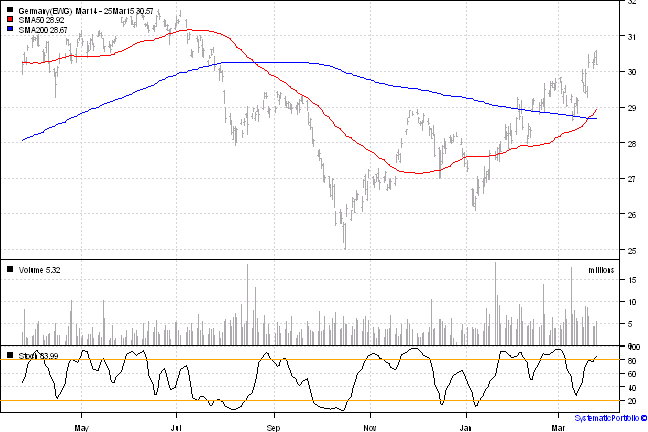 Germany(EWG) Mar14 - 25Mar15 30.57
SMA50 28.92
SMA200 28.67
32
31
30
29
28
27
26
25
Volume 5.32
millions
15
10
5
0
Stoch 83.99
100
80
60
40
20
May
Jul
Sep
Nov
Jan
Mar
SystematicPortfolio ©